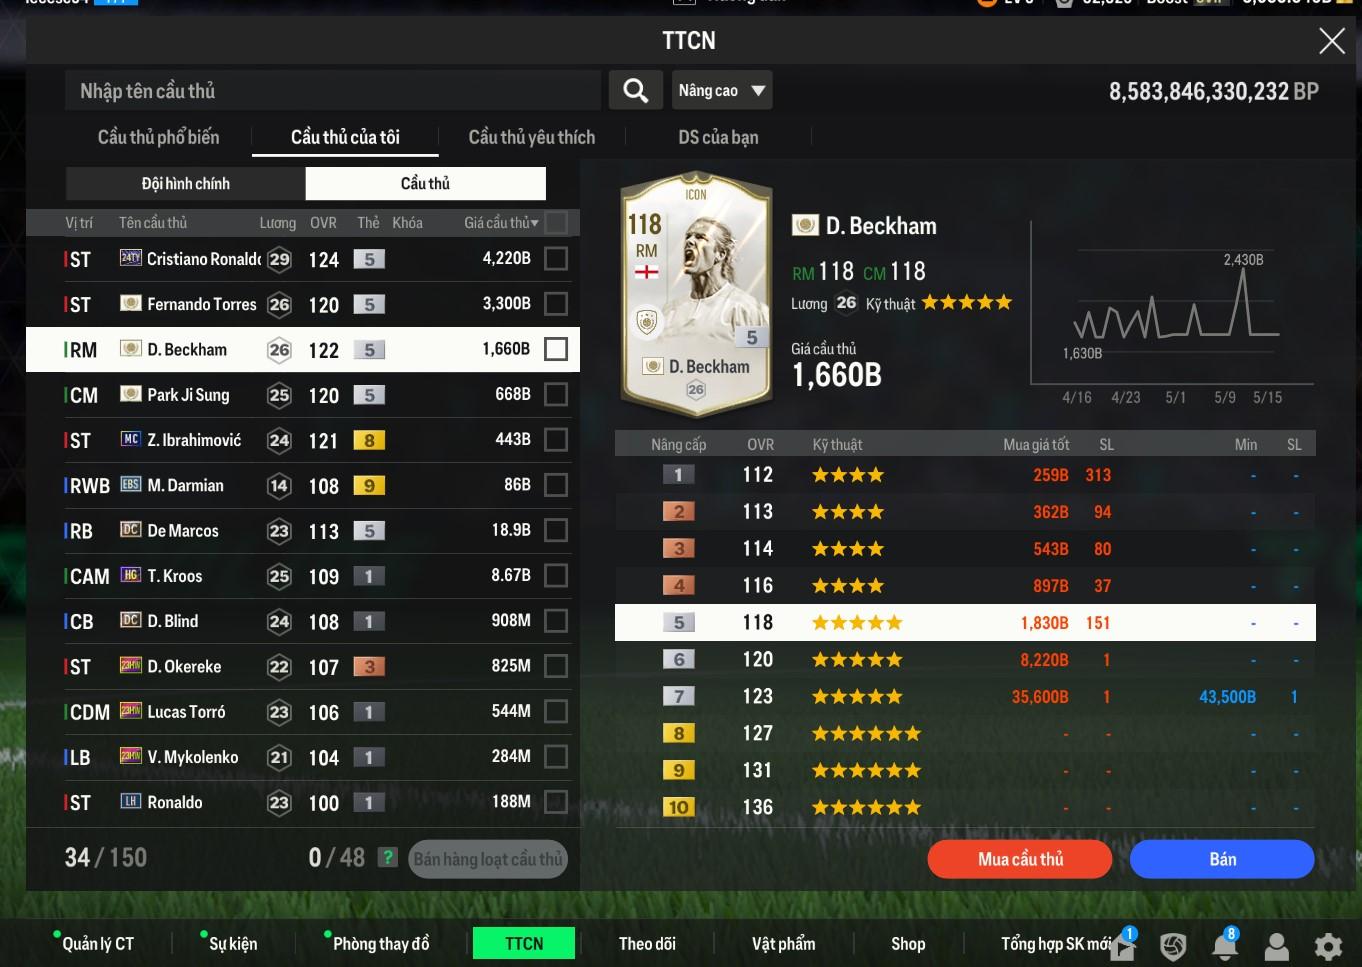 TTCN
Nhập tên cầu thủ
Nâng cao
8,583,846,330,232 BP
Cầu thủ phổ biến
Cầu thủ của tôi
Cầu thủ yêu thích
DS của bạn
Đội hình chính
Cầu thủ
Vị trí Tên cầu thủ Lương OVR Thẻ Khóa Giá cầu thủ
ST 24TY Cristiano Ronaldo 29 124 5 4,220B
ST Fernando Torres 26 120 5 3,300B
RM D. Beckham 26 122 5 1,660B
CM Park Ji Sung 25 120 5 668B
ST MC Z. Ibrahimović 24 121 8 443B
RWB EBS M. Darmian 14 108 9 86B
RB DC De Marcos 23 113 5 18.9B
CAM HG T. Kroos 25 109 1 8.67B
CB DC D. Blind 24 108 1 908M
ST 23HW D. Okereke 22 107 3 825M
CDM 23HW Lucas Torró 23 106 1 544M
LB 23HW V. Mykolenko 21 104 1 284M
ST LH Ronaldo 23 100 1 188M
34 / 150
0 / 48 ?
Bán hàng loạt cầu thủ
ICON
118
RM
5
D. Beckham
26
D. Beckham
RM 118 CM 118
Lương 26 Kỹ thuật
Giá cầu thủ
1,660B
2,430B
1,630B
4/16 4/23 5/1 5/9 5/15
Nâng cấp OVR Kỹ thuật Mua giá tốt SL Min SL
1 112 259B 313 - -
2 113 362B 94 - -
3 114 543B 80 - -
4 116 897B 37 - -
5 118 1,830B 151 - -
6 120 8,220B 1 - -
7 123 35,600B 1 43,500B 1
8 127 - - - -
9 131 - - - -
10 136 - - - -
Mua cầu thủ
Bán
Quản lý CT
Sự kiện
Phòng thay đồ
TTCN
Theo dõi
Vật phẩm
Shop
Tổng hợp SK mới
1
8